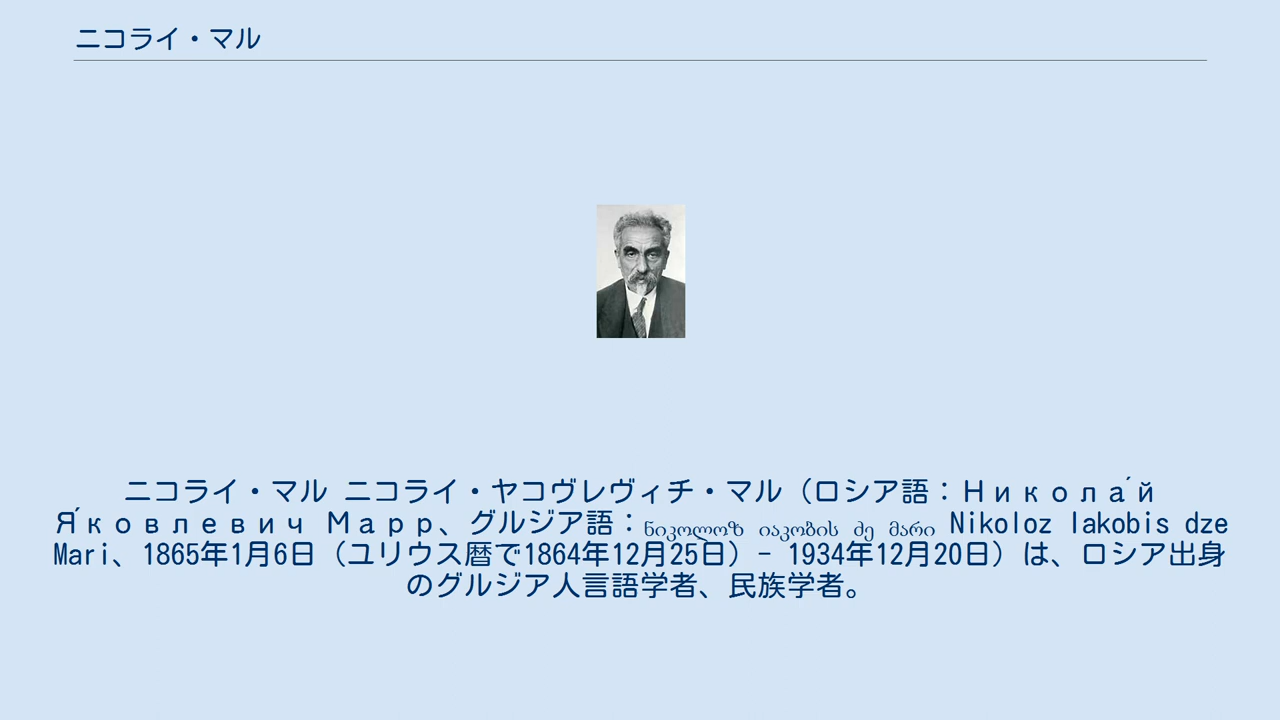 ニコライ・マル
ニコライ・マル ニコライ・ヤコヴレヴィチ・マル（ロシア語：Никола́й
Я́ковлевич Марр、グルジア語：ნიკოლოზ იაკობის ძე მარი Nikoloz Iakobis dze
Mari、1865年1月6日（ユリウス暦で1864年12月25日）- 1934年12月20日）は、ロシア出身
のグルジア人言語学者、民族学者。